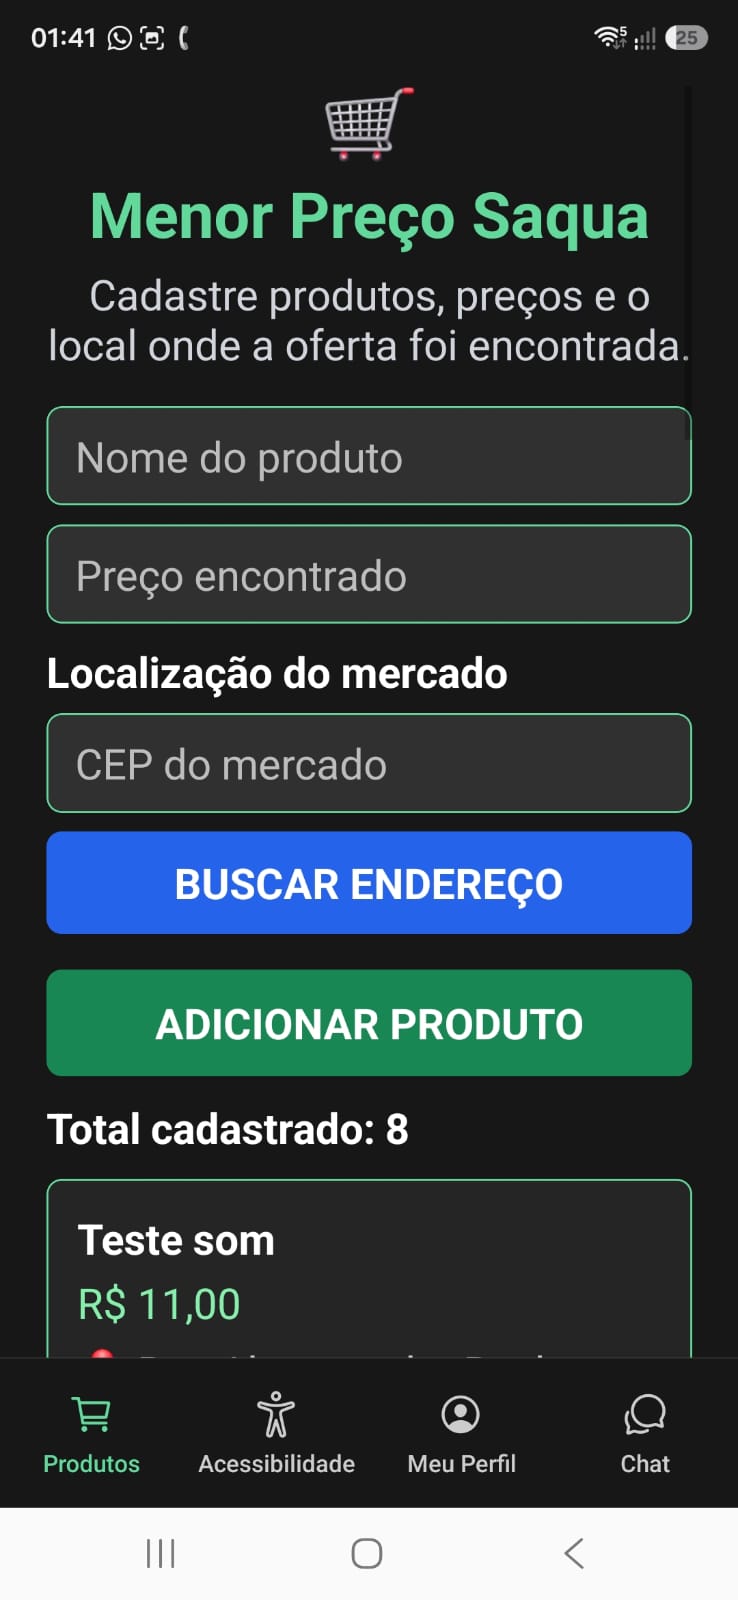 01:41
5
25
Menor Preço Saqua
Cadastre produtos, preços e o
local onde a oferta foi encontrada.
Nome do produto
Preço encontrado
Localização do mercado
CEP do mercado
BUSCAR ENDEREÇO
ADICIONAR PRODUTO
Total cadastrado: 8
Teste som
R$ 11,00
Produtos
Acessibilidade
Meu Perfil
Chat